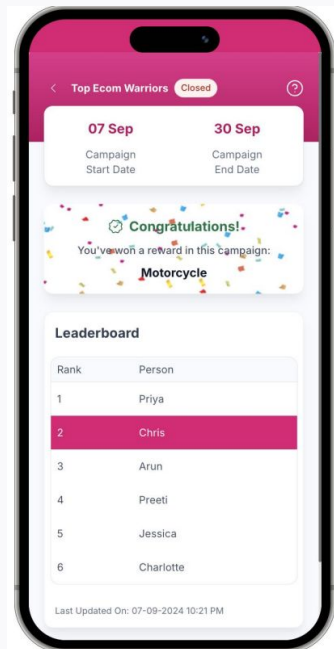 Top Ecom Warriors Closed ?
07 Sep 30 Sep
Campaign Campaign
Start Date End Date
Congratulations!
You've won a reward in this campaign:
Motorcycle
Leaderboard
Rank Person
1 Priya
2 Chris
3 Arun
4 Preeti
5 Jessica
6 Charlotte
Last Updated On: 07-09-2024 10:21 PM